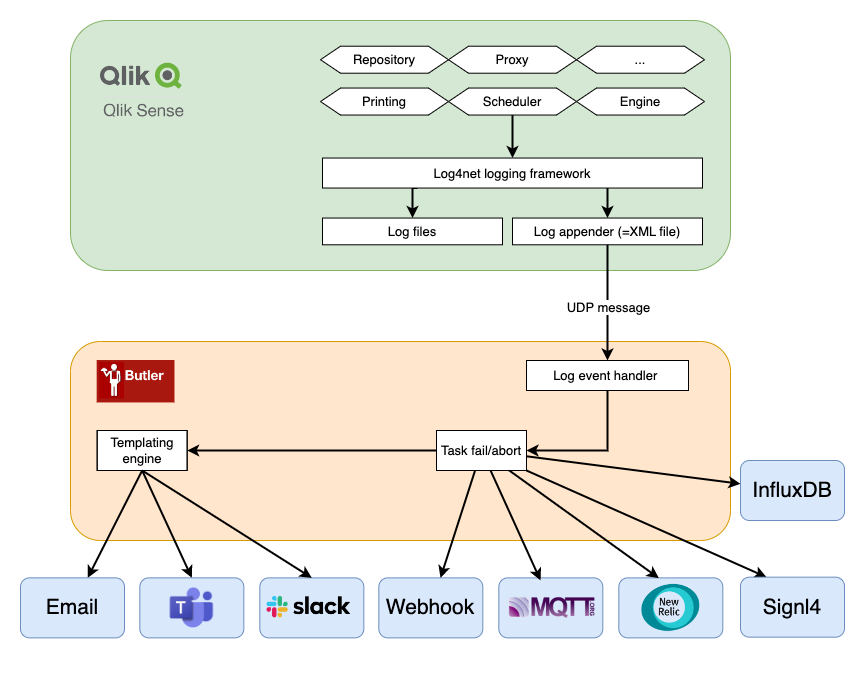 Qlik
Qlik Sense
Repository
Proxy
...
Printing
Scheduler
Engine
Log4net logging framework
Log files
Log appender (=XML file)
UDP message
Butler
Log event handler
Templating
engine
Task fail/abort
InfluxDB
Email
T
slack
Webhook
MQTT.ORG
New
Relic
Signl4